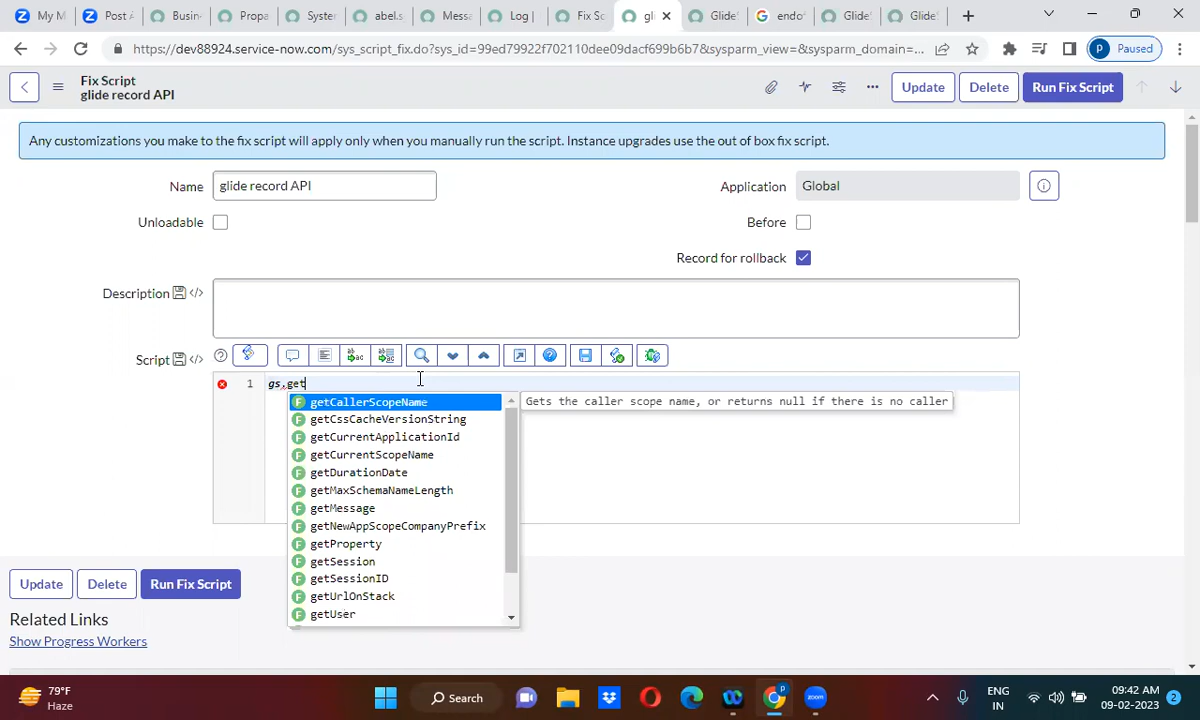 My M
Post A
Busin
Propa
Syster
abel.s
Messa
Log |
Fix Sc
gli
Glide
endo
Glide
Glide
https://dev88924.service-now.com/sys_script_fix.do?sys_id=99ed79922f702110dee09dacf699b6b7&sysparm_view=&sysparm_domain=...
P Paused
Fix Script
glide record API
Update
Delete
Run Fix Script
Any customizations you make to the fix script will apply only when you manually run the script. Instance upgrades use the out of box fix script.
Name
glide record API
Application
Global
Unloadable
Before
Record for rollback
Description
Script
1 gs.get
F getCallerScopeName
Gets the caller scope name, or returns null if there is no caller
F getCssCacheVersionString
F getCurrentApplicationId
F getCurrentScopeName
F getDurationDate
F getMaxSchemaNameLength
F getMessage
F getNewAppScopeCompanyPrefix
F getProperty
F getSession
F getSessionID
F getUrlOnStack
F getUser
Update
Delete
Run Fix Script
Related Links
Show Progress Workers
79°F
Haze
Search
ENG
IN
09:42 AM
09-02-2023
2